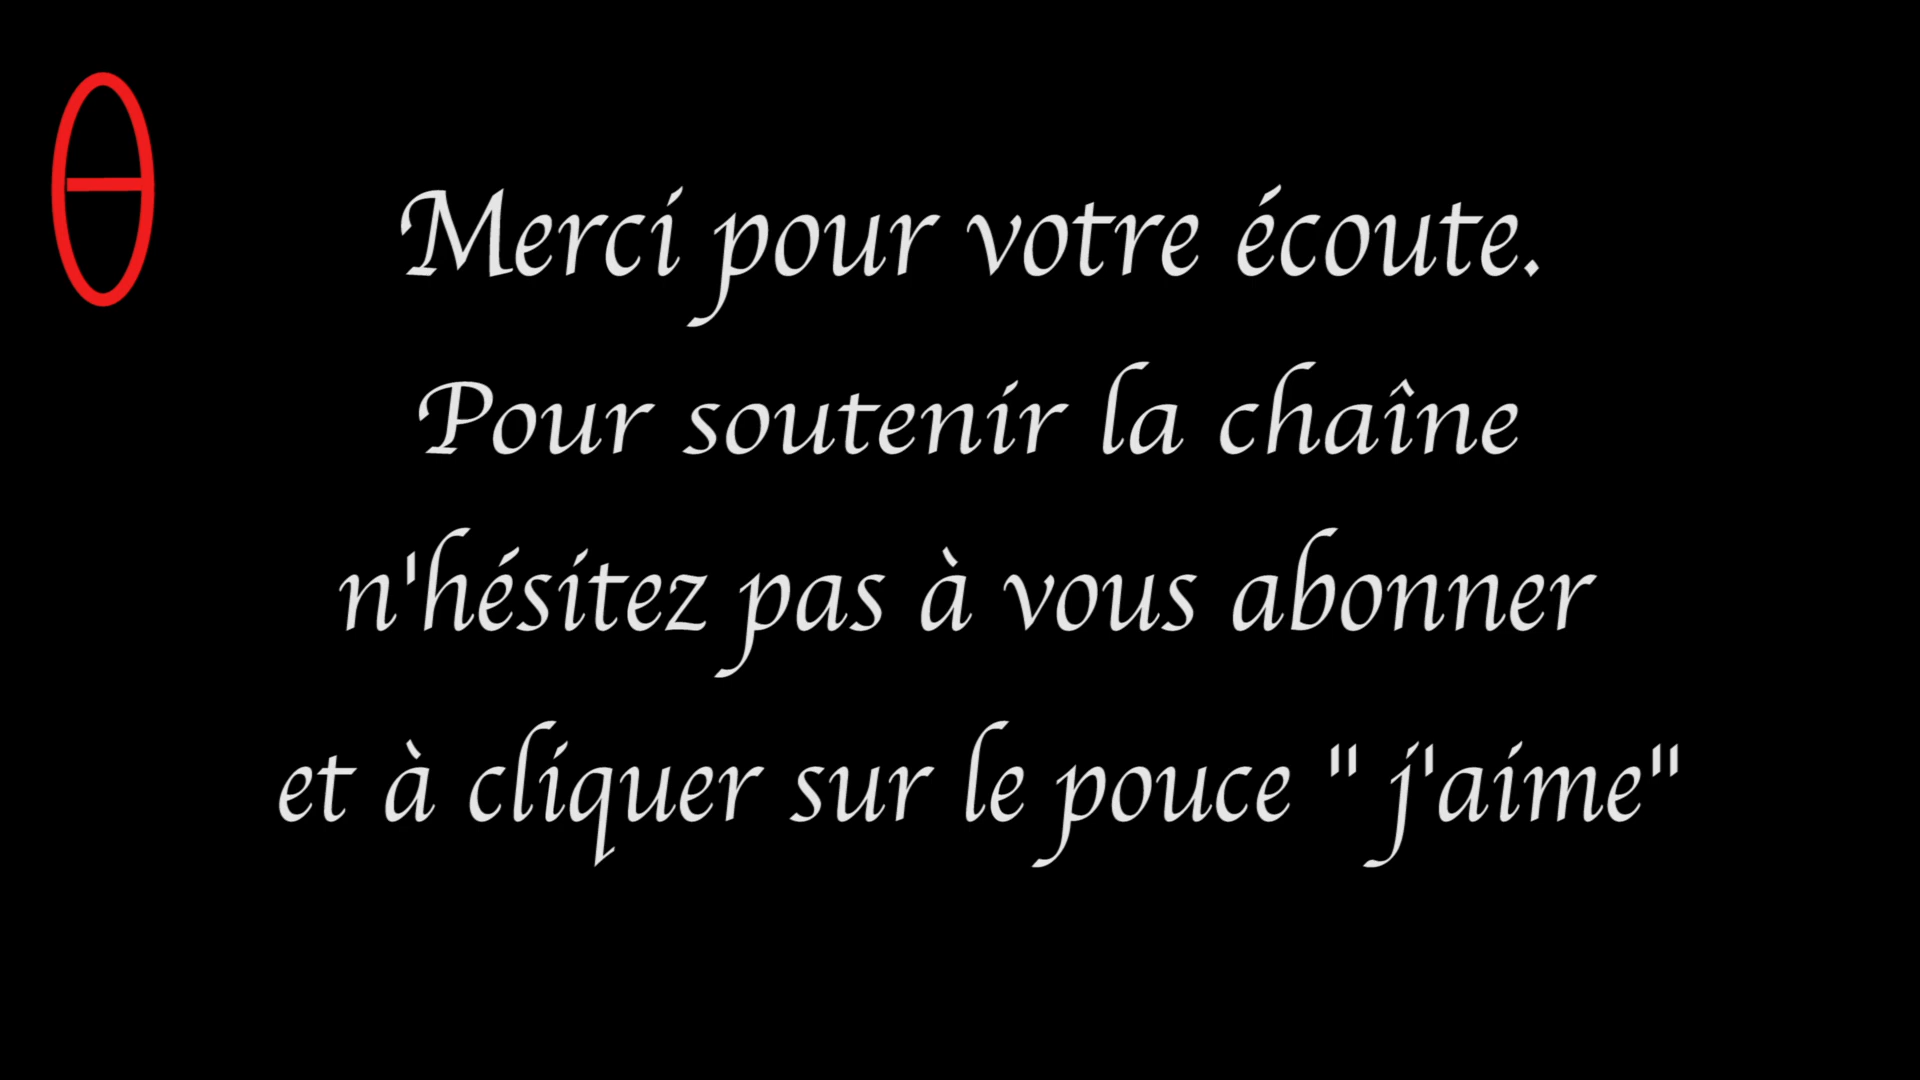 θ
Merci pour votre écoute.
Pour soutenir la chaîne
n'hésitez pas à vous abonner
et à cliquer sur le pouce " j'aime"